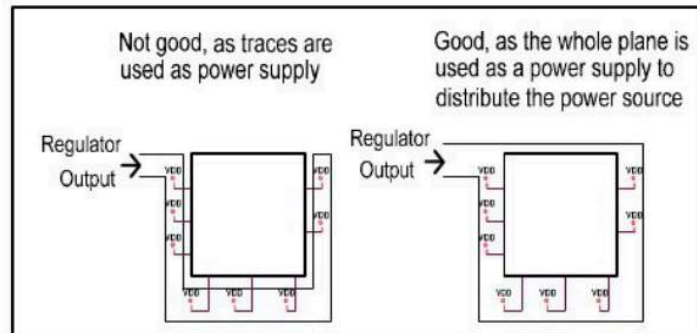 Not good, as traces are
used as power supply
Regulator
Output
VDD
VDD
VDD
VDD
VDD
VDD
VDD
VDD
Good, as the whole plane is
used as a power supply to
distribute the power source
Regulator
Output
VDD
VDD
VDD
VDD
VDD
VDD
VDD
VDD